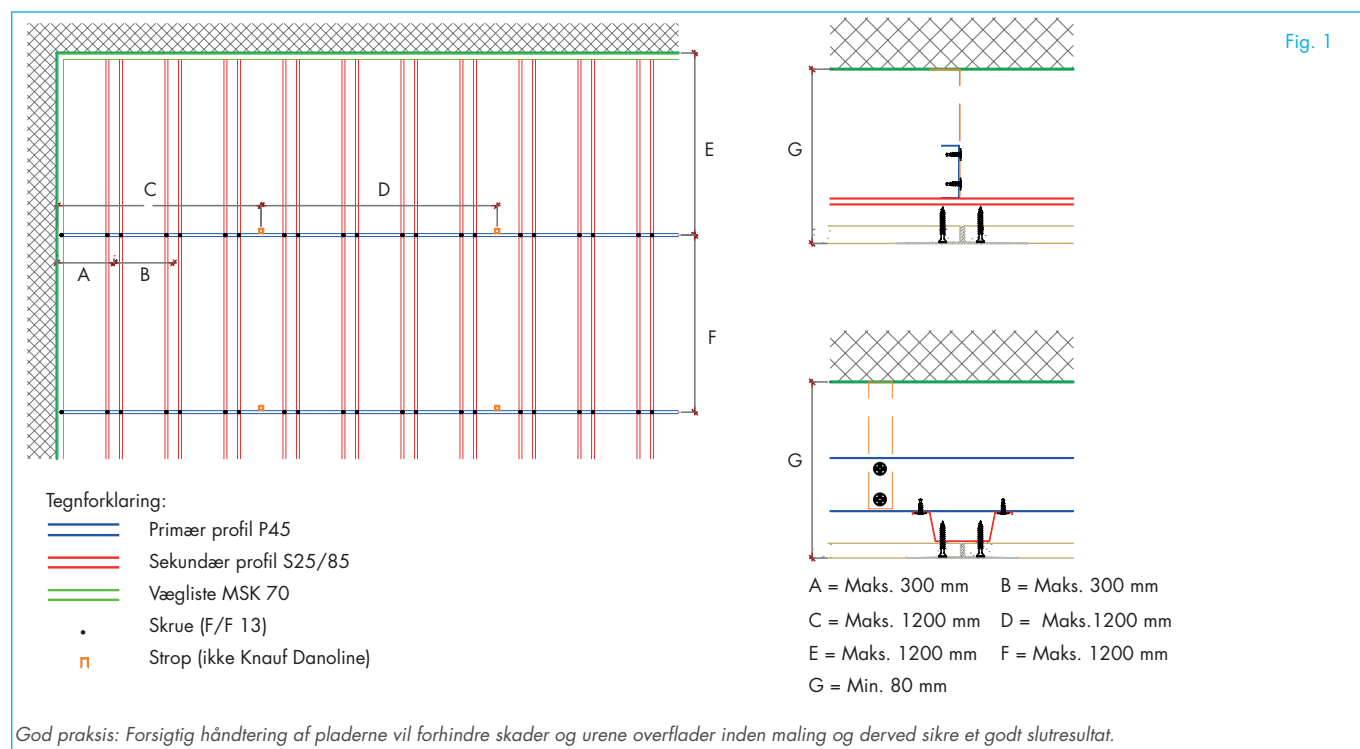 Fig. 1
E
C
D
A
B
F
G
G
Tegnforklaring:
Primær profil P45
Sekundær profil S25/85
Vægliste MSK 70
Skrue (F/F 13)
Strop (ikke Knauf Danoline)
A = Maks. 300 mm B = Maks. 300 mm
C = Maks. 1200 mm D = Maks.1200 mm
E = Maks. 1200 mm F = Maks. 1200 mm
G = Min. 80 mm
God praksis: Forsigtig håndtering af pladerne vil forhindre skader og urene overflader inden maling og derved sikre et godt slutresultat.